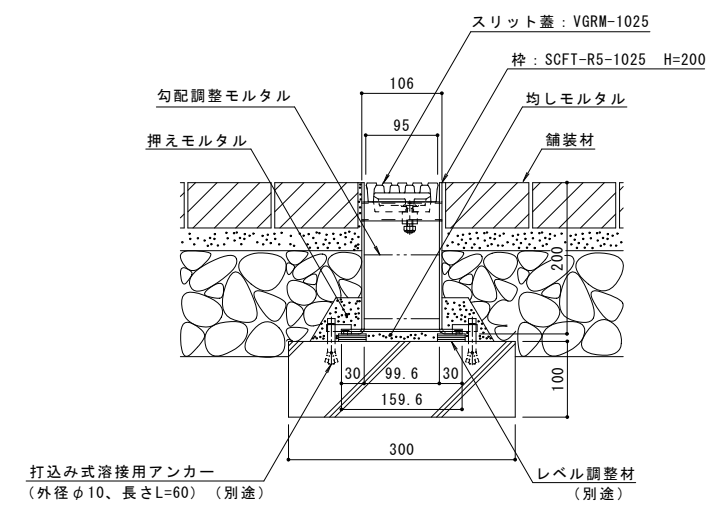 スリット蓋：VGRM-1025
枠：SCFT-R5-1025　H=200
106
勾配調整モルタル
均しモルタル
95
押えモルタル
舗装材
200
30
99.6
30
100
159.6
300
打込み式溶接用アンカー
（外径φ10、長さL=60）（別途）
レベル調整材
（別途）